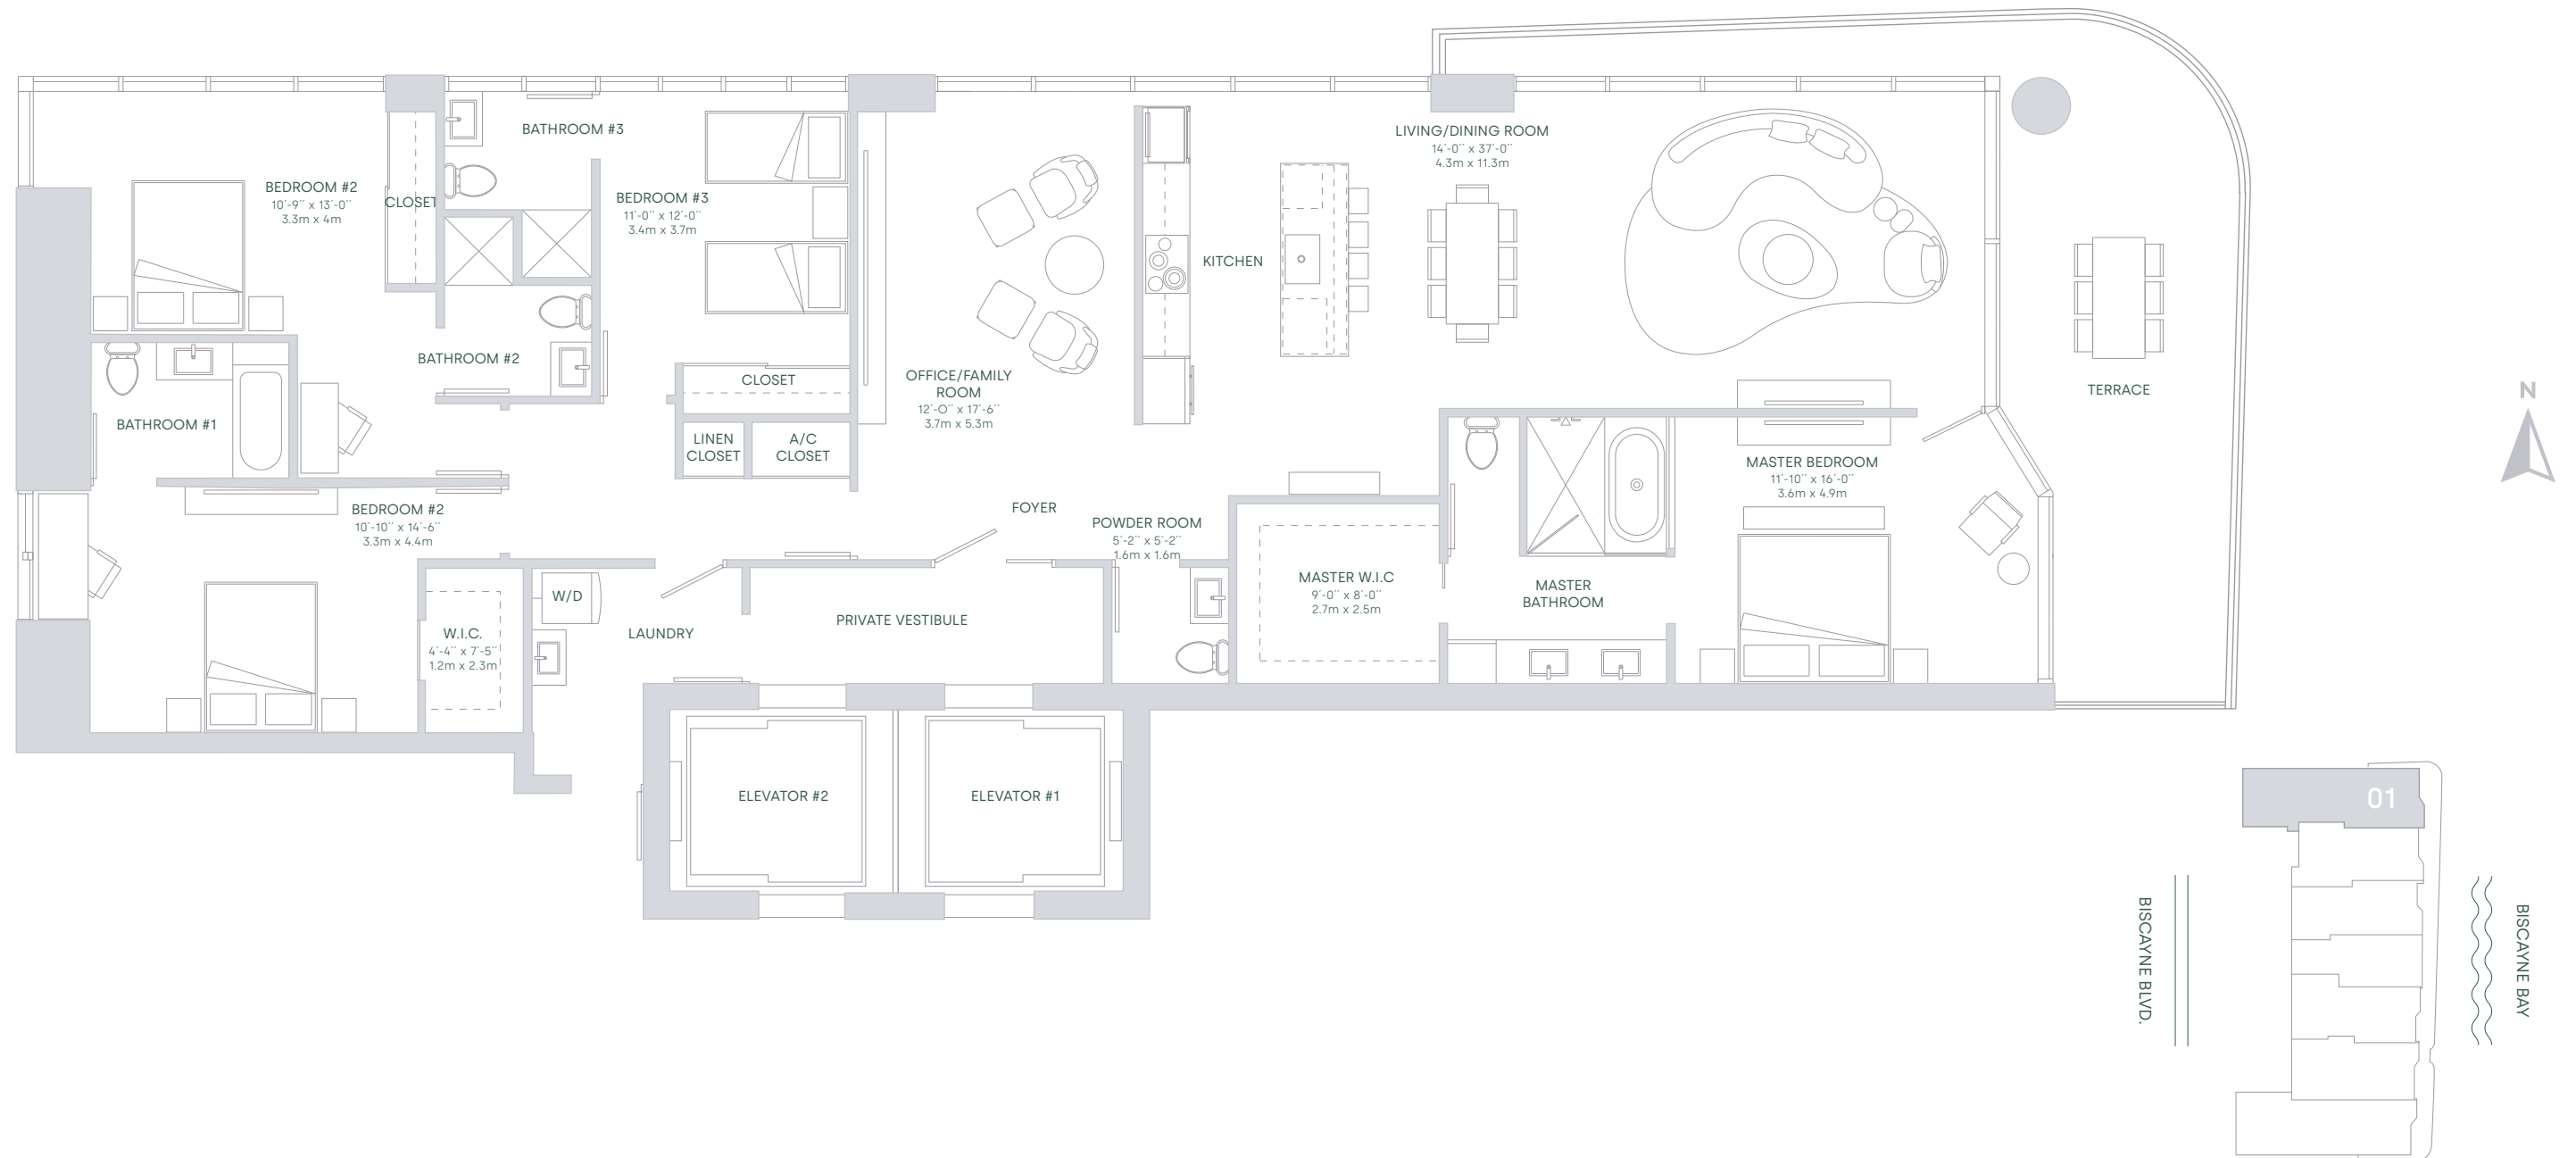 BATHROOM #3
LIVING/DINING ROOM
14'-0" x 37'-0"
4.3m x 11.3m
BEDROOM #2
10'-9" x 13'-0"
3.3m x 4m
CLOSET
BEDROOM #3
11'-0" x 12'-0"
3.4m x 3.7m
KITCHEN
BATHROOM #2
CLOSET
OFFICE/FAMILY
ROOM
12'-O" x 17'-6"
3.7m x 5.3m
TERRACE
N
BATHROOM #1
LINEN
CLOSET
A/C
CLOSET
MASTER BEDROOM
11'-10" x 16'-0"
3.6m x 4.9m
BEDROOM #2
10'-10" x 14'-6"
3.3m x 4.4m
FOYER
POWDER ROOM
5'-2" x 5'-2"
1.6m x 1.6m
MASTER W.I.C
9'-0" x 8'-0"
2.7m x 2.5m
MASTER
BATHROOM
W/D
W.I.C.
4'-4" x 7'-5"
1.2m x 2.3m
LAUNDRY
PRIVATE VESTIBULE
ELEVATOR #2
ELEVATOR #1
01
BISCAYNE BLVD.
BISCAYNE BAY